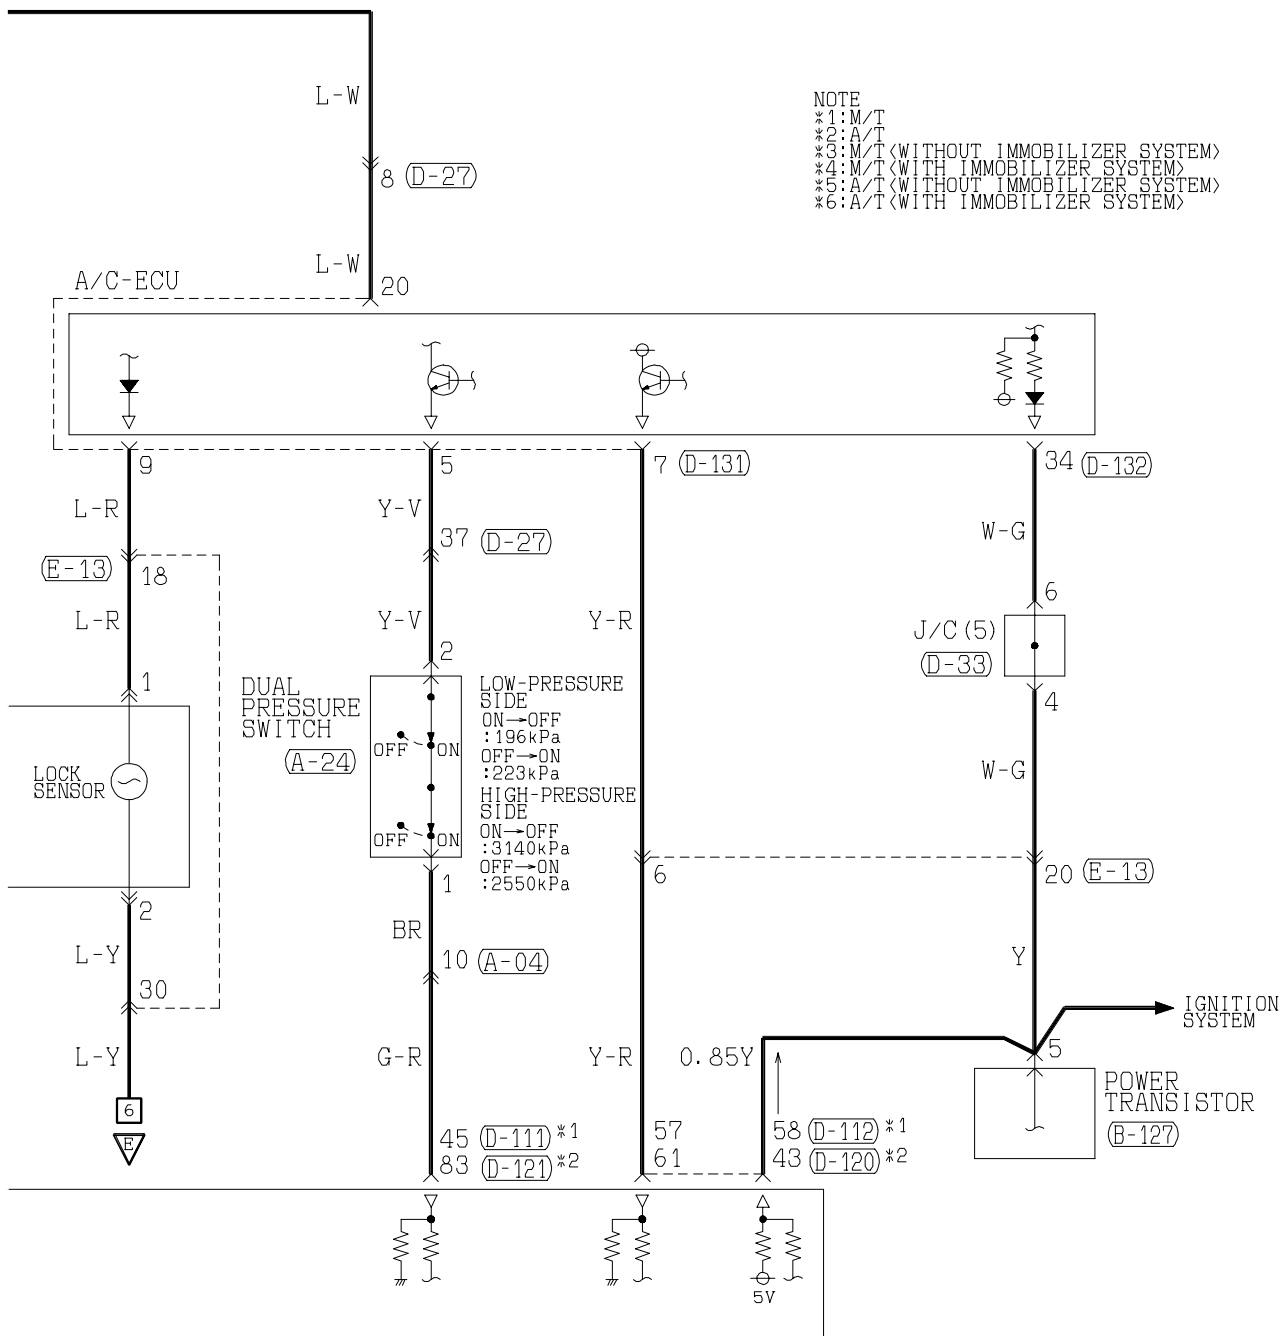 L-W
NOTE
*1:M/T
*2:A/T
*3:M/T<WITHOUT IMMOBILIZER SYSTEM>
*4:M/T<WITH IMMOBILIZER SYSTEM>
*5:A/T<WITHOUT IMMOBILIZER SYSTEM>
*6:A/T<WITH IMMOBILIZER SYSTEM>
8 (D-27)
L-W
A/C-ECU
20
9
5
7 (D-131)
34 (D-132)
L-R
Y-V
W-G
37 (D-27)
(E-13)
18
L-R
Y-V
Y-R
6
J/C(5)
(D-33)
1
2
4
DUAL
PRESSURE
SWITCH
(A-24)
LOW-PRESSURE
SIDE
ON→OFF
:196kPa
OFF→ON
:223kPa
HIGH-PRESSURE
SIDE
ON→OFF
:3140kPa
OFF→ON
:2550kPa
OFF
ON
OFF
ON
LOCK
SENSOR
W-G
6
20 (E-13)
2
1
BR
L-Y
10 (A-04)
Y
30
IGNITION
SYSTEM
L-Y
G-R
Y-R
0.85Y
5
POWER
TRANSISTOR
(B-127)
6
E
45 (D-111) *1
83 (D-121) *2
57
61
58 (D-112) *1
43 (D-120) *2
5V